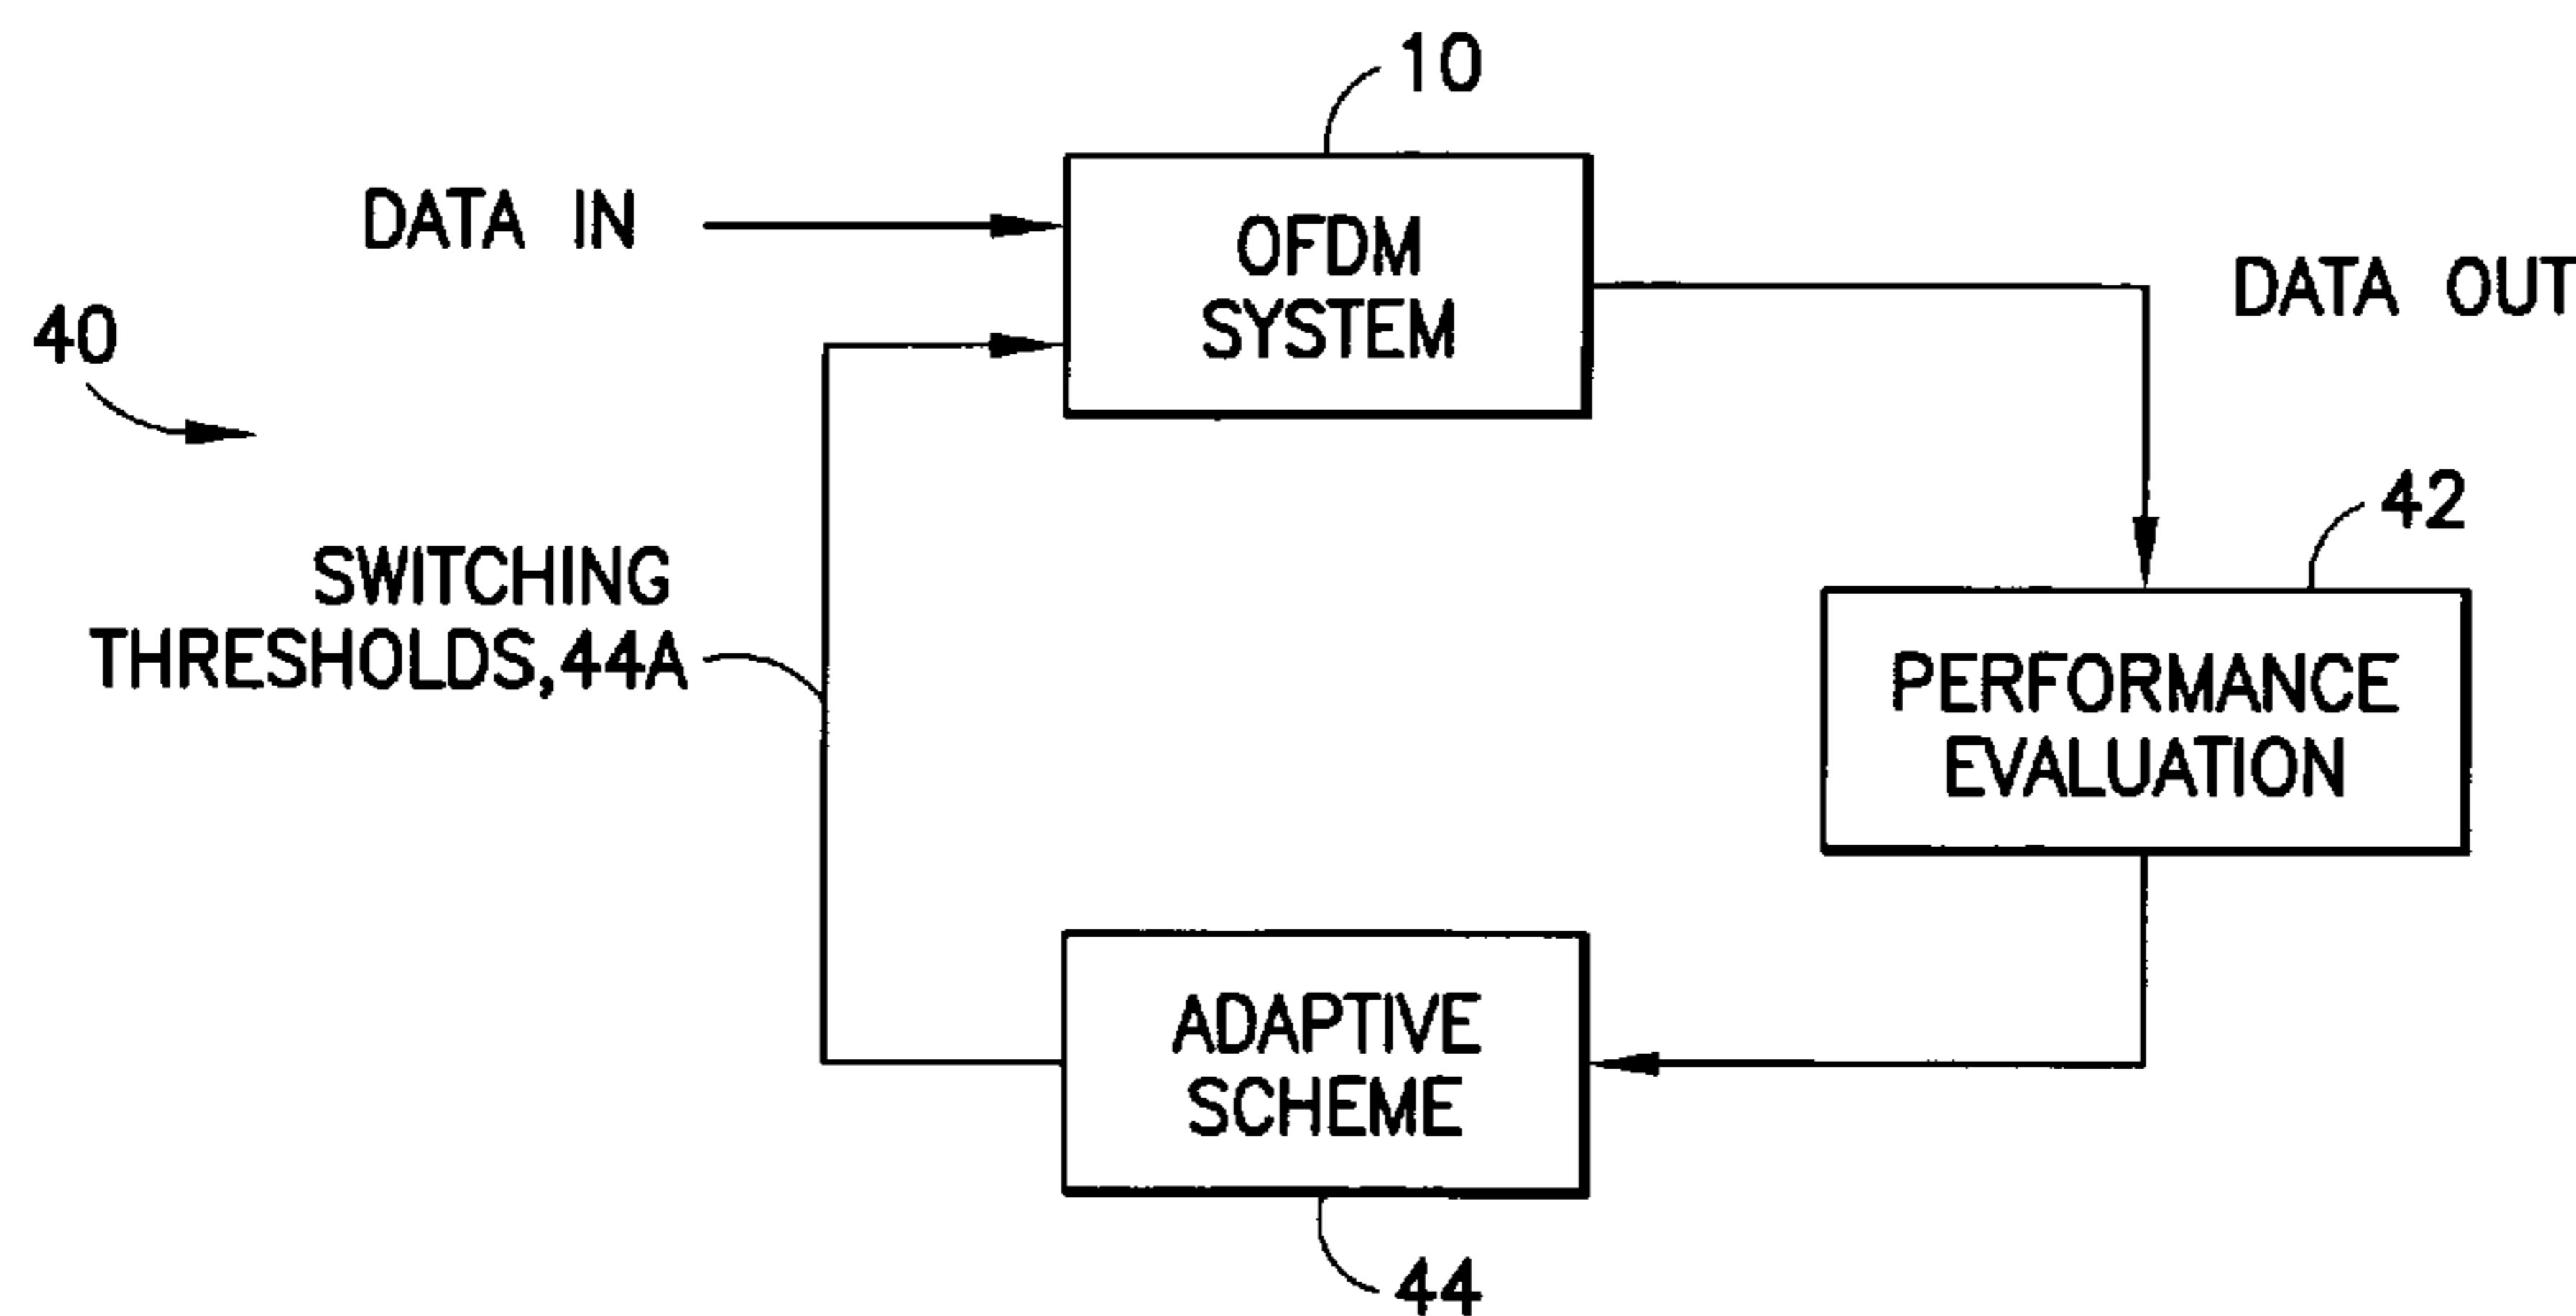 10
DATA IN
OFDM
SYSTEM
DATA OUT
40
42
SWITCHING
THRESHOLDS,44A
PERFORMANCE
EVALUATION
ADAPTIVE
SCHEME
44